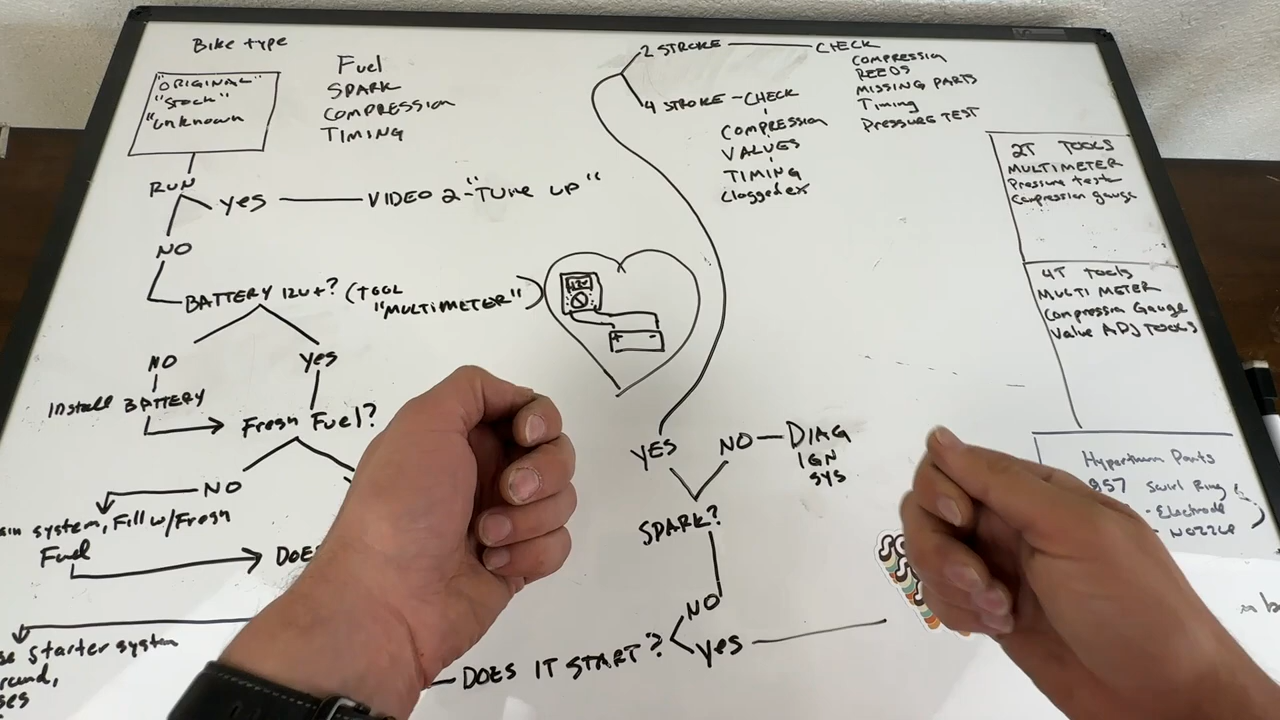 Bike type
"ORIGINAL"
"Stock"
"unknown
Fuel
SPARK
COMPRESSION
TIMING
RUN
yes
VIDEO 2-"Tune up"
NO
BATTERY 12V+? (TOOL
"MULTIMETER")
12V
+ -
NO
yes
Install BATTERY
Fresh Fuel?
NO
system, Fill w/Fresh
Fuel
Starter system
2 STROKE
CHECK
COMPRESSION
REEDS
MISSING PARTS
Timing
PRESSURE TEST
4 STROKE - CHECK
COMPRESSION
VALVES
TIMING
Clogged ex
YES
NO - DIAG
IGN
SYS
SPARK?
NO
DOES IT START?
yes
2T TOOLS
MULTIMETER
Pressure test
Compression gauge
4T tools
MULTI METER
Compression Gauge
Valve ADJ TOOLS
Hypertherm Parts
Swirl Ring
- Electrode
- NOZZLE